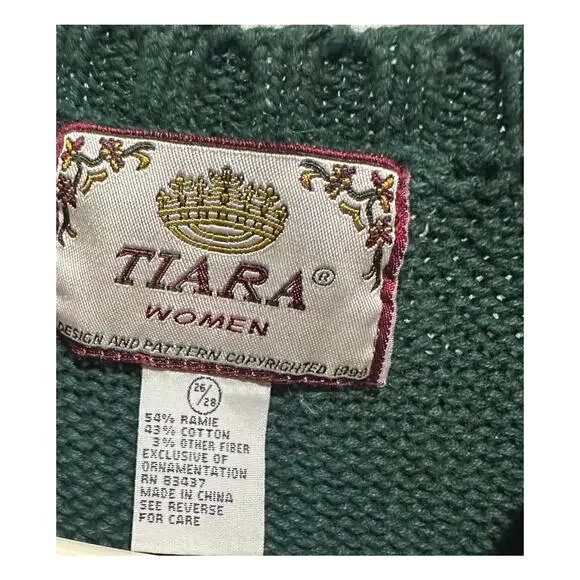 TIARA®
WOMEN
DESIGN AND PATTERN COPYRIGHTED
26/28
54% RAMIE
43% COTTON
3% OTHER FIBER
EXCLUSIVE OF
ORNAMENTATION
RN 83437
MADE IN CHINA
SEE REVERSE
FOR CARE